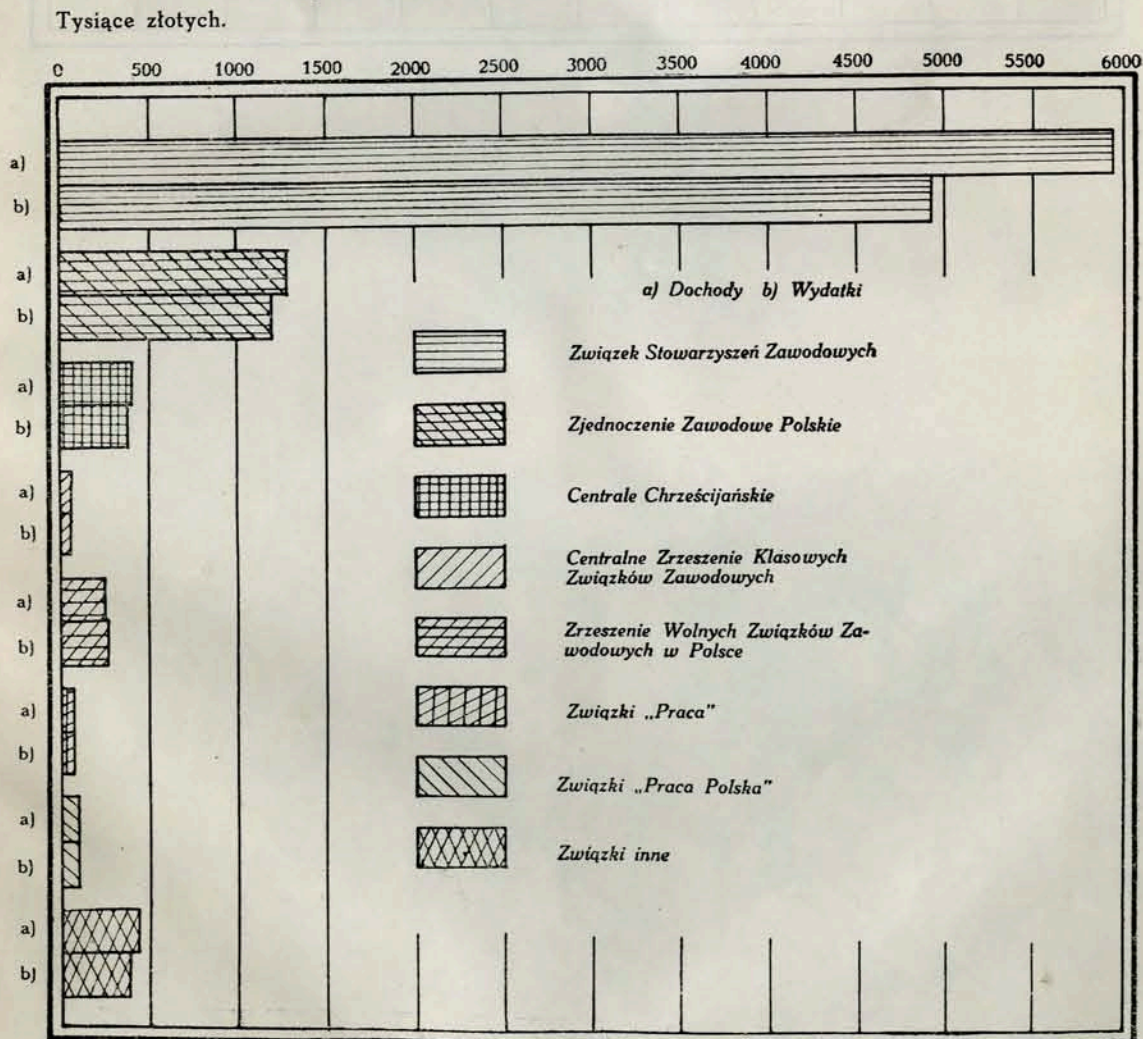 Tysiące złotych.
0 500 1000 1500 2000 2500 3000 3500 4000 4500 5000 5500 6000
a)
b)
a)
b)
a)
b)
a)
b)
a)
b)
a)
b)
a)
b)
a)
b)
a) Dochody b) Wydatki
Związek Stowarzyszeń Zawodowych
Zjednoczenie Zawodowe Polskie
Centrale Chrześcijańskie
Centralne Zrzeszenie Klasowych
Związków Zawodowych
Zrzeszenie Wolnych Związków Za-
wodowych w Polsce
Związki „Praca"
Związki „Praca Polska"
Związki inne